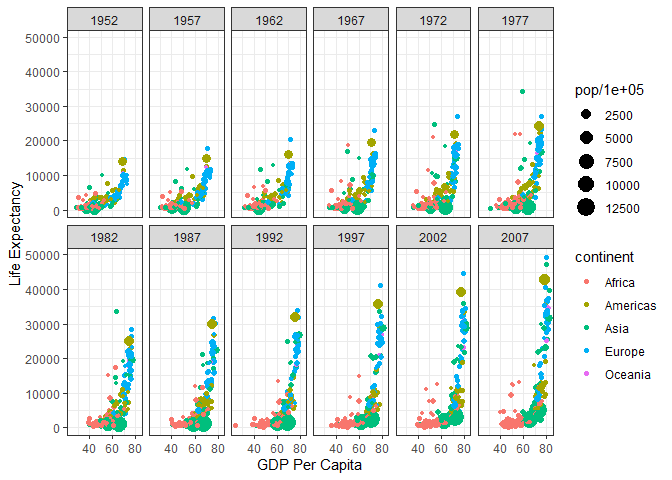 1952 1957 1962 1967 1972 1977
50000
40000
30000
20000
10000
0
1982 1987 1992 1997 2002 2007
50000
40000
30000
20000
10000
0
40 60 80 40 60 80 40 60 80 40 60 80 40 60 80 40 60 80
GDP Per Capita
Life Expectancy
pop/1e+05
2500
5000
7500
10000
12500
continent
Africa
Americas
Asia
Europe
Oceania